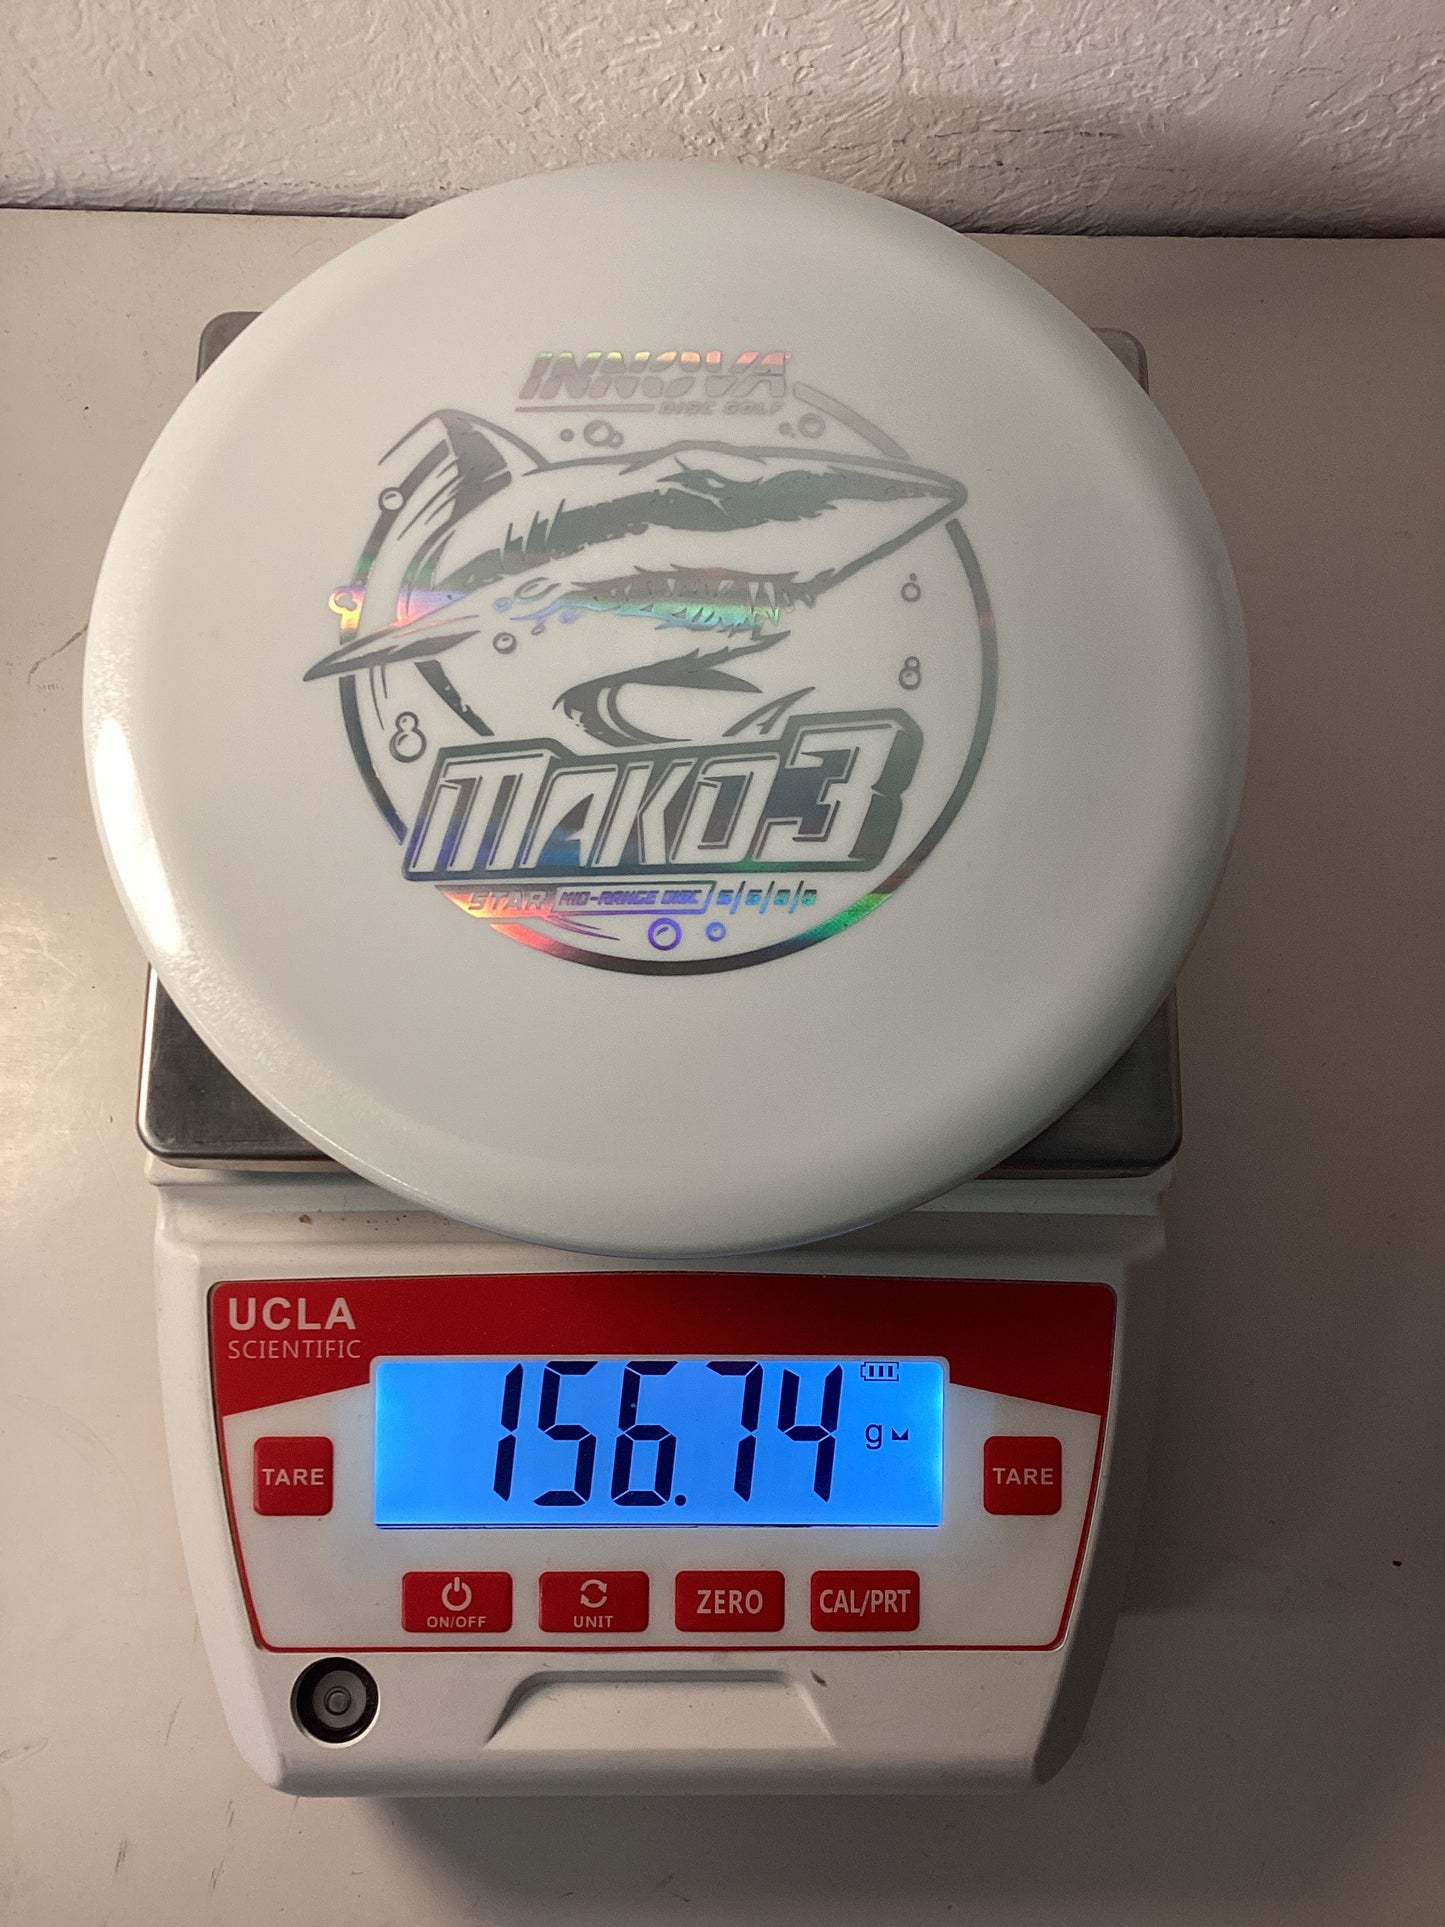 INNOVA
DISC GOLF
MAKO3
STAR MID-RANGE DISC 5/5/0/0
UCLA
SCIENTIFIC
156.74 g
TARE
TARE
ON/OFF
UNIT
ZERO
CAL/PRT